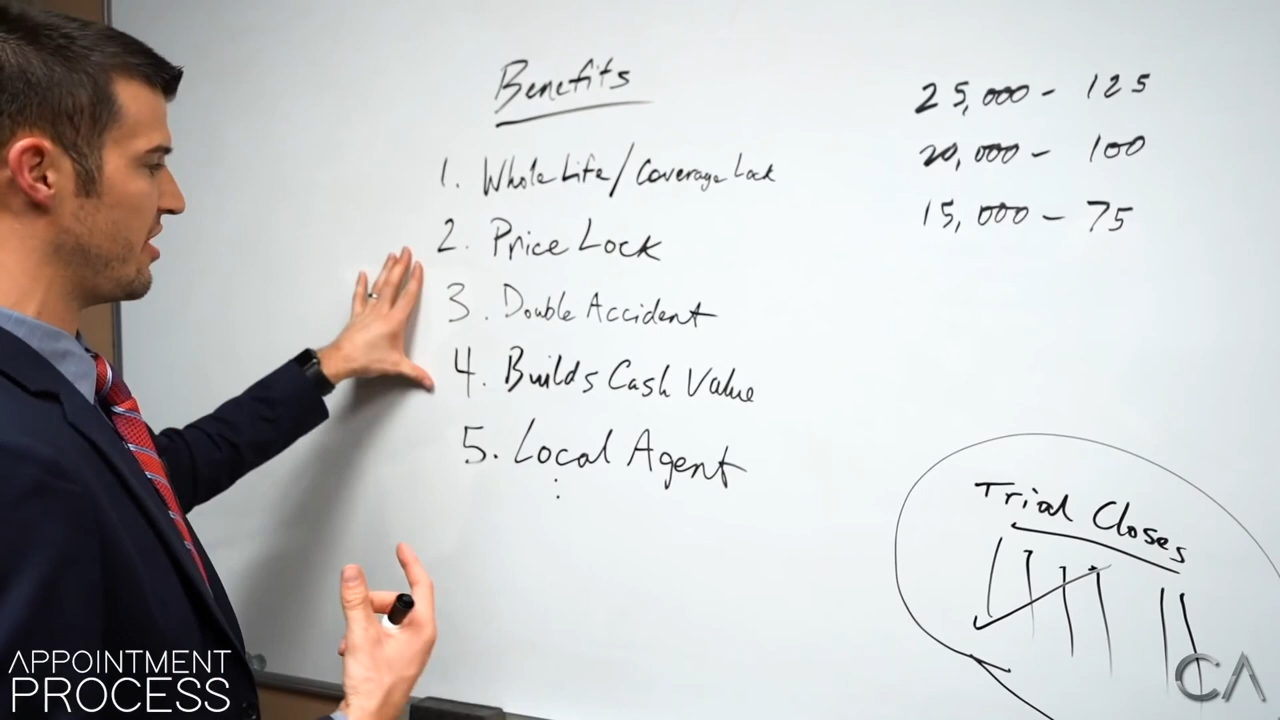 Benefits
1. Whole Life/Coverage Lock
2. Price Lock
3. Double Accident
4. Builds Cash Value
5. Local Agent
25,000 - 125
20,000 - 100
15,000 - 75
Trial Closes
APPOINTMENT
PROCESS
CA